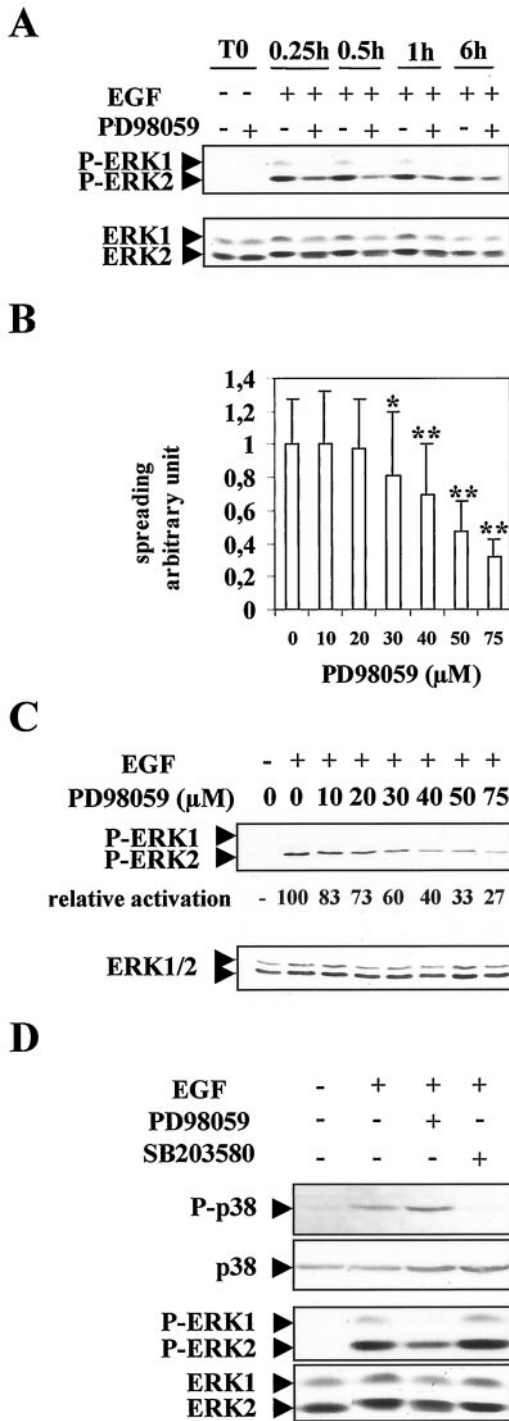 A
T0 0.25h 0.5h 1h 6h
EGF - - + + + + + + + +
PD98059 - + - + - + - + - +
P-ERK1
P-ERK2
ERK1
ERK2
B
1,4
1,2
1
0,8
0,6
0,4
0,2
0
spreading
arbitrary unit
* ** ** **
0 10 20 30 40 50 75
PD98059 (µM)
C
EGF - + + + + + + +
PD98059 (µM) 0 0 10 20 30 40 50 75
P-ERK1
P-ERK2
relative activation - 100 83 73 60 40 33 27
ERK1/2
D
EGF - + + +
PD98059 - - + -
SB203580 - - - +
P-p38
p38
P-ERK1
P-ERK2
ERK1
ERK2